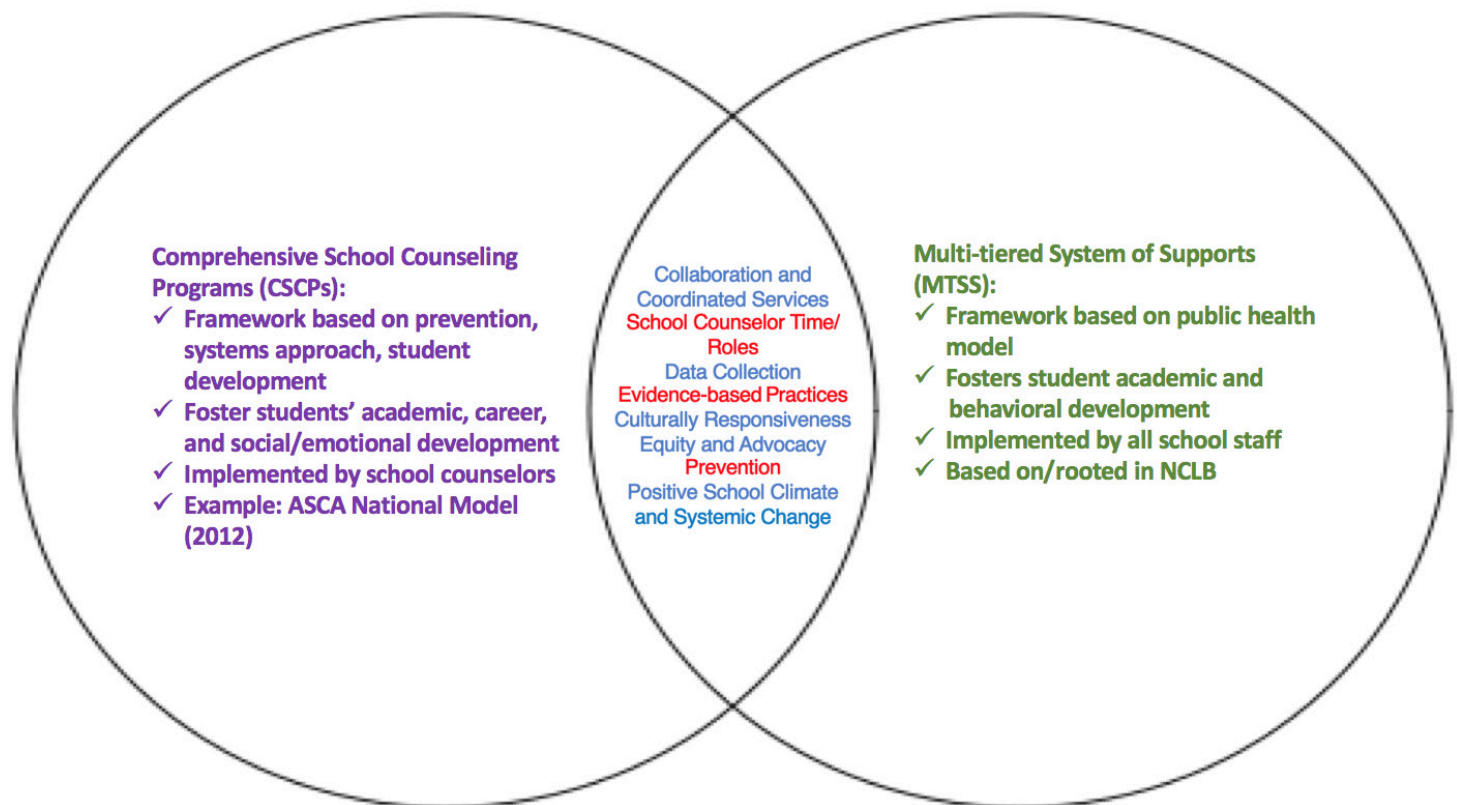 Comprehensive School Counseling
Programs (CSCPs):
✓ Framework based on prevention,
systems approach, student
development
✓ Foster students’ academic, career,
and social/emotional development
✓ Implemented by school counselors
✓ Example: ASCA National Model
(2012)
Collaboration and
Coordinated Services
School Counselor Time/
Roles
Data Collection
Evidence-based Practices
Culturally Responsiveness
Equity and Advocacy
Prevention
Positive School Climate
and Systemic Change
Multi-tiered System of Supports
(MTSS):
✓ Framework based on public health
model
✓ Fosters student academic and
behavioral development
✓ Implemented by all school staff
✓ Based on/rooted in NCLB